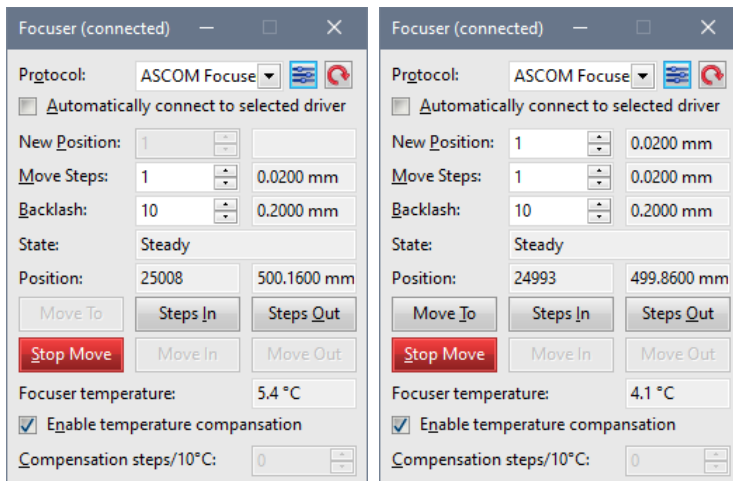 Focuser (connected)
Protocol: ASCOM Focuse
Automatically connect to selected driver
New Position: 1
Move Steps: 1 0.0200 mm
Backlash: 10 0.2000 mm
State: Steady
Position: 25008 500.1600 mm
Move To Steps In Steps Out
Stop Move Move In Move Out
Focuser temperature: 5.4 °C
Enable temperature compansation
Compensation steps/10°C: 0
Focuser (connected)
Protocol: ASCOM Focuse
Automatically connect to selected driver
New Position: 1 0.0200 mm
Move Steps: 1 0.0200 mm
Backlash: 10 0.2000 mm
State: Steady
Position: 24993 499.8600 mm
Move To Steps In Steps Out
Stop Move Move In Move Out
Focuser temperature: 4.1 °C
Enable temperature compansation
Compensation steps/10°C: 0